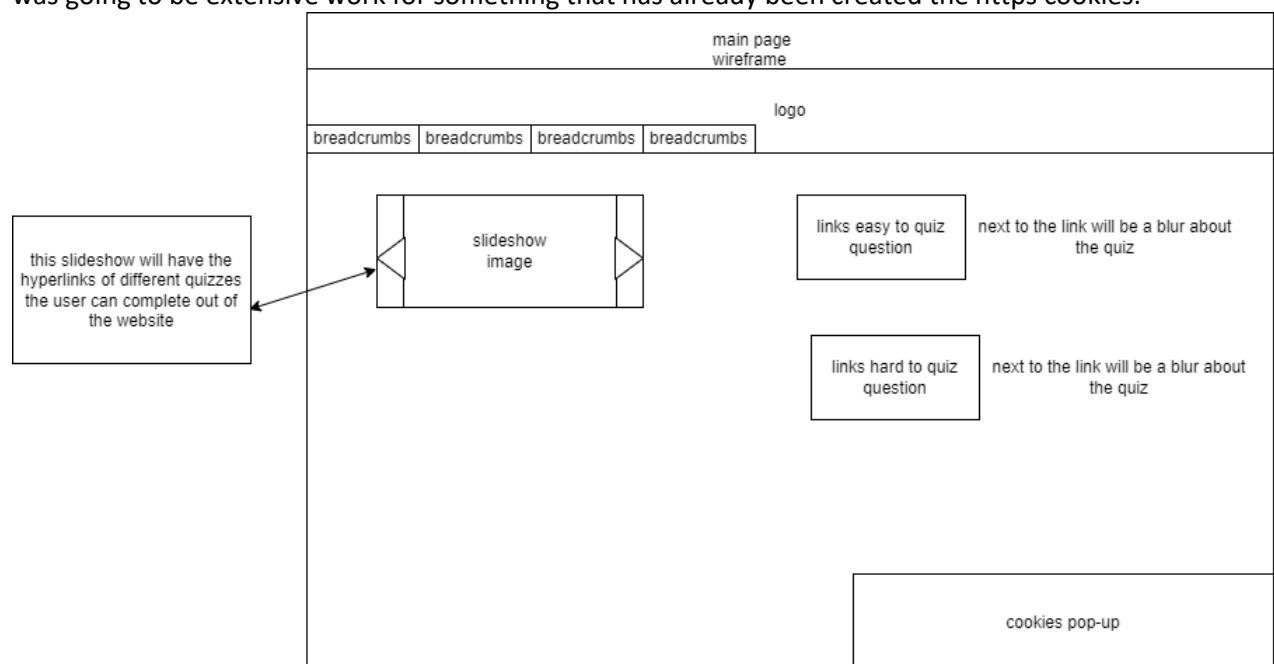 was going to be extensive work for something that has already been created the https cookies.
main page
wireframe
logo
breadcrumbs breadcrumbs breadcrumbs breadcrumbs
this slideshow will have the
hyperlinks of different quizzes
the user can complete out of
the website
slideshow
image
links easy to quiz
question
next to the link will be a blur about
the quiz
links hard to quiz
question
next to the link will be a blur about
the quiz
cookies pop-up